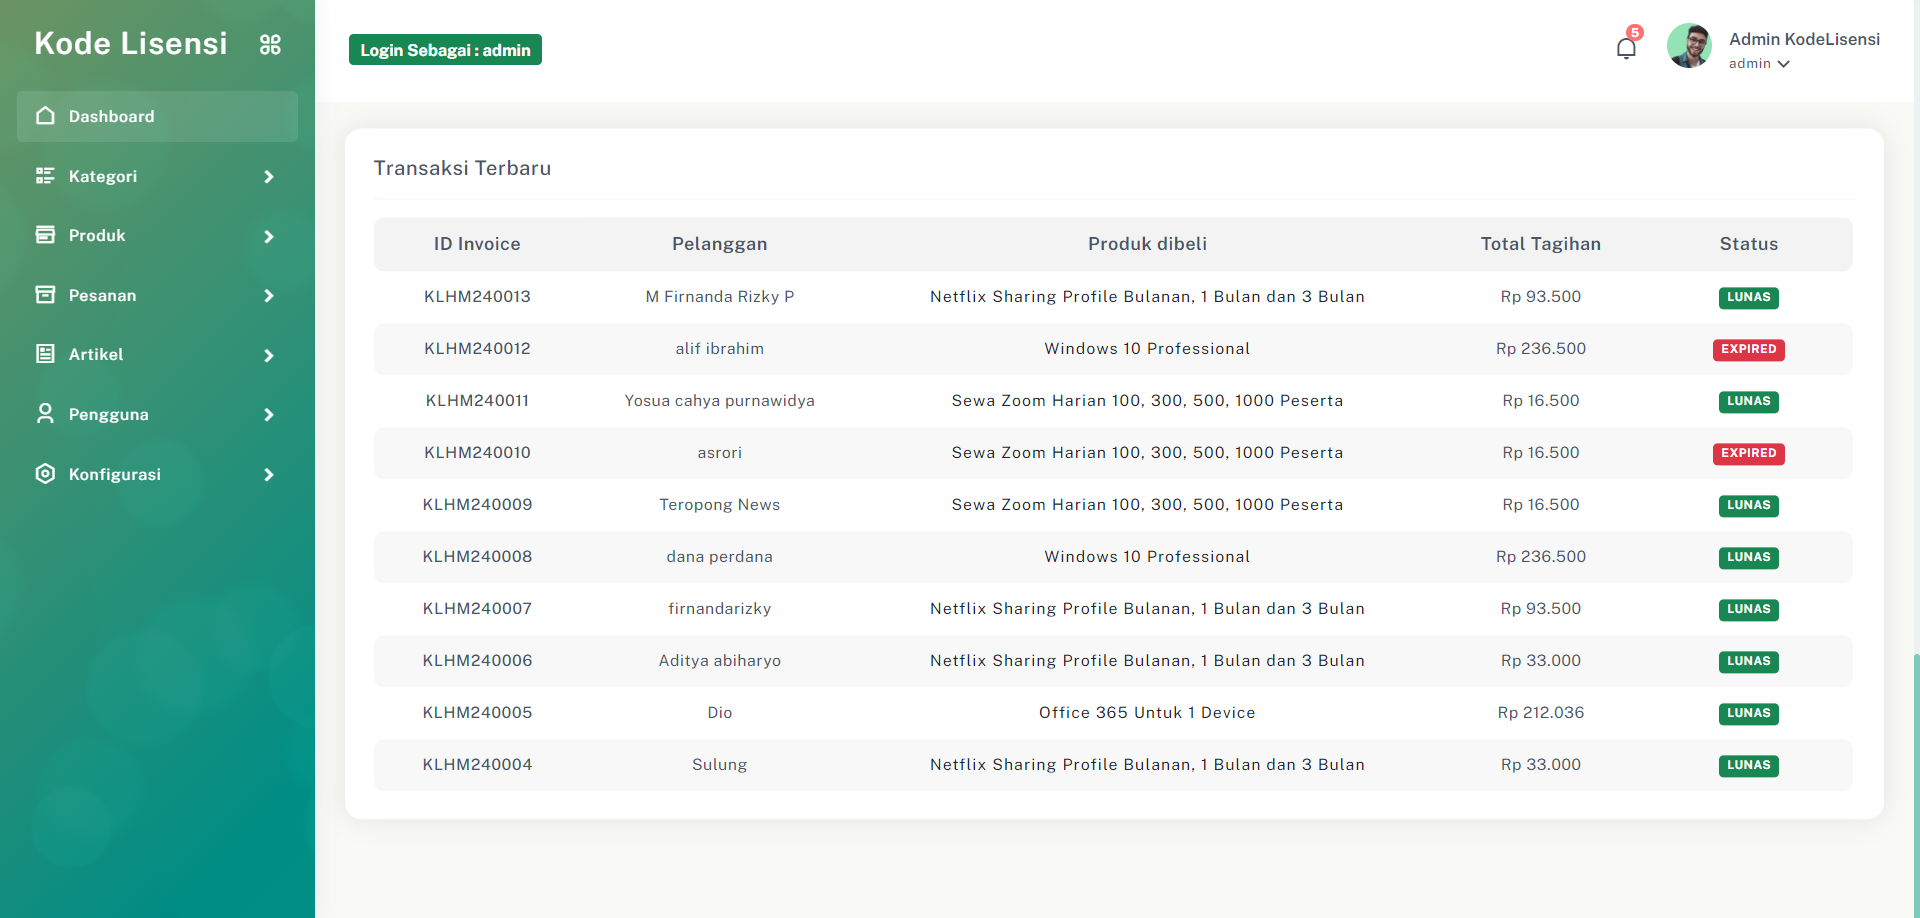 Kode Lisensi
Login Sebagai : admin
5
Admin KodeLisensi
admin
Dashboard
Kategori
Produk
Pesanan
Artikel
Pengguna
Konfigurasi
Transaksi Terbaru
ID Invoice Pelanggan Produk dibeli Total Tagihan Status
KLHM240013 M Firnanda Rizky P Netflix Sharing Profile Bulanan, 1 Bulan dan 3 Bulan Rp 93.500 LUNAS
KLHM240012 alif ibrahim Windows 10 Professional Rp 236.500 EXPIRED
KLHM240011 Yosua cahya purnawidya Sewa Zoom Harian 100, 300, 500, 1000 Peserta Rp 16.500 LUNAS
KLHM240010 asrori Sewa Zoom Harian 100, 300, 500, 1000 Peserta Rp 16.500 EXPIRED
KLHM240009 Teropong News Sewa Zoom Harian 100, 300, 500, 1000 Peserta Rp 16.500 LUNAS
KLHM240008 dana perdana Windows 10 Professional Rp 236.500 LUNAS
KLHM240007 firnandarizky Netflix Sharing Profile Bulanan, 1 Bulan dan 3 Bulan Rp 93.500 LUNAS
KLHM240006 Aditya abiharyo Netflix Sharing Profile Bulanan, 1 Bulan dan 3 Bulan Rp 33.000 LUNAS
KLHM240005 Dio Office 365 Untuk 1 Device Rp 212.036 LUNAS
KLHM240004 Sulung Netflix Sharing Profile Bulanan, 1 Bulan dan 3 Bulan Rp 33.000 LUNAS